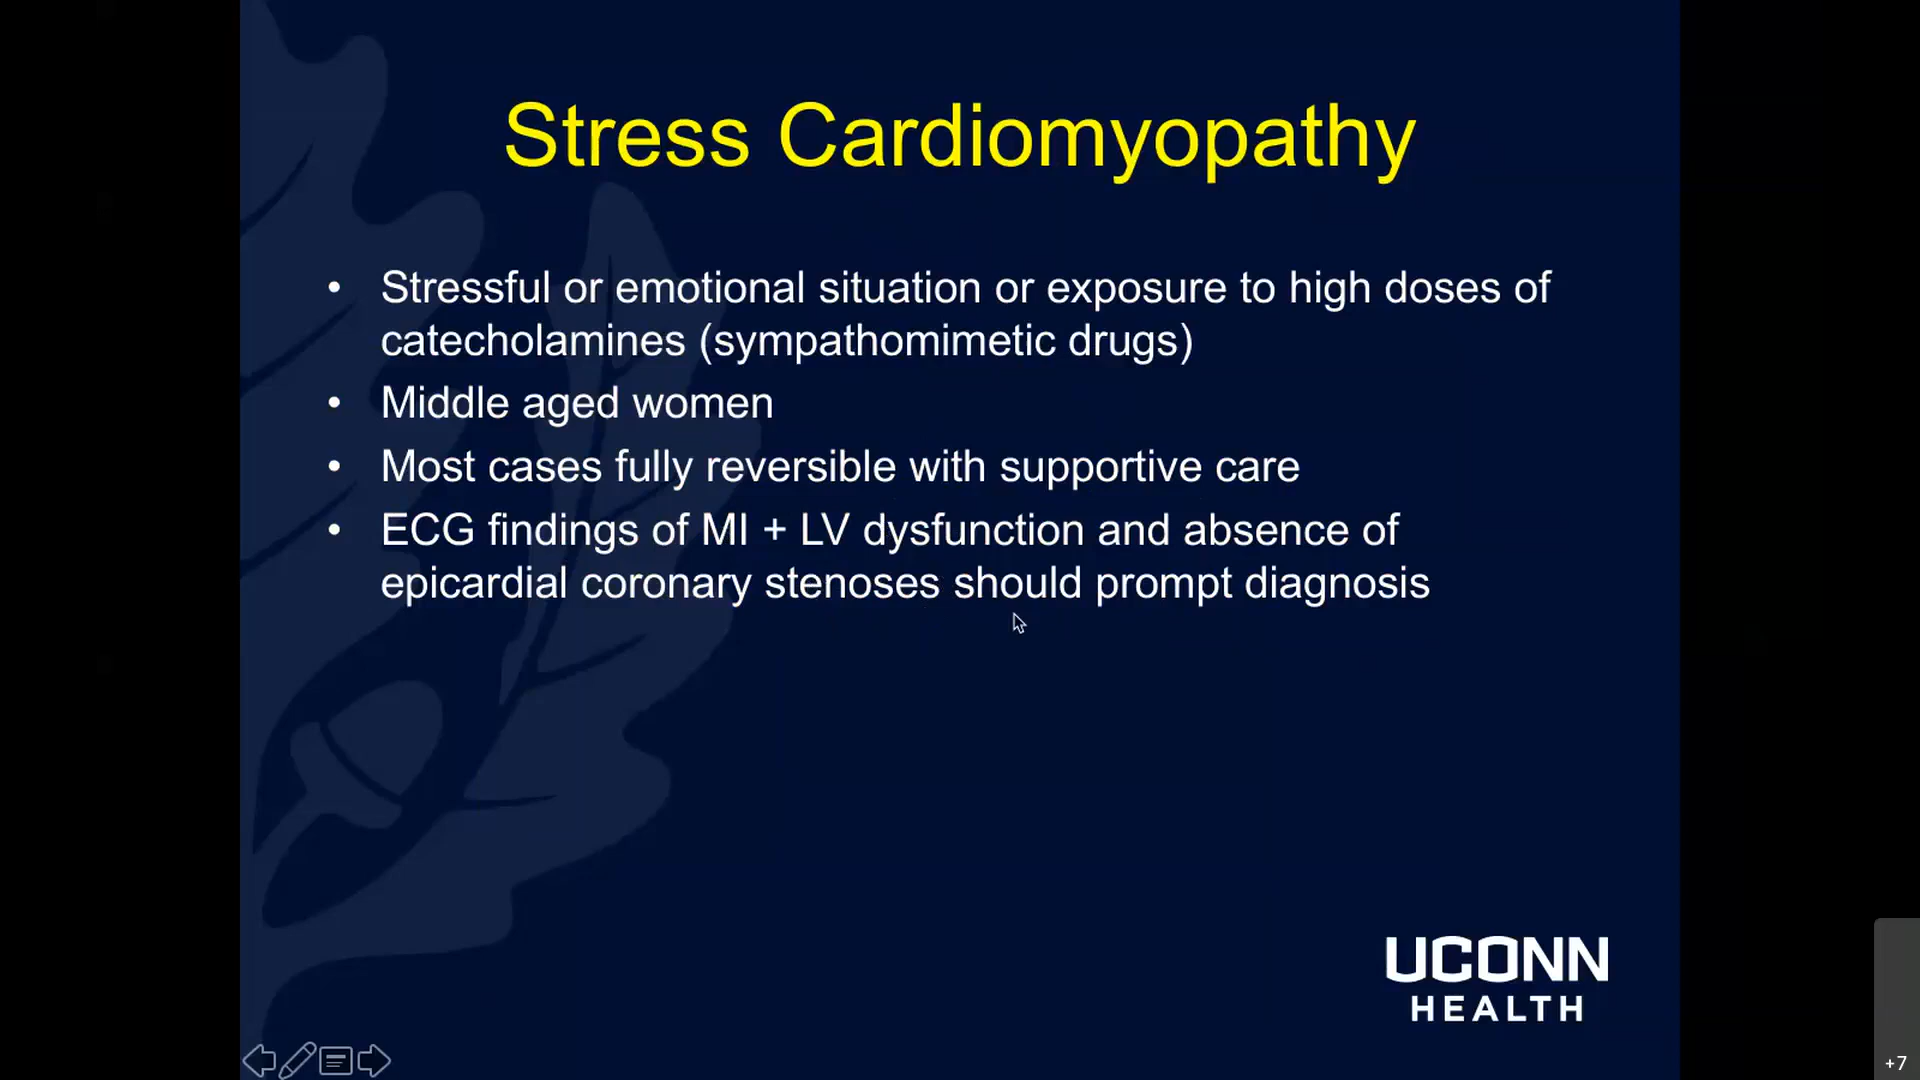 Stress Cardiomyopathy
• Stressful or emotional situation or exposure to high doses of
catecholamines (sympathomimetic drugs)
• Middle aged women
• Most cases fully reversible with supportive care
• ECG findings of MI + LV dysfunction and absence of
epicardial coronary stenoses should prompt diagnosis
UCONN
HEALTH
+7